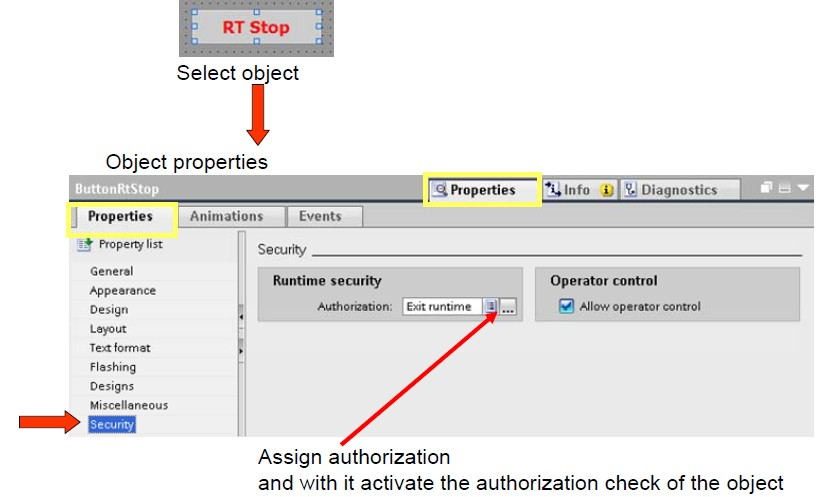 RT Stop
Select object
Object properties
ButtonRtStop
Properties Info Diagnostics
Properties Animations Events
Property list
General
Appearance
Design
Layout
Text format
Flashing
Designs
Miscellaneous
Security
Security
Runtime security
Authorization: Exit runtime ...
Operator control
Allow operator control
Assign authorization
and with it activate the authorization check of the object